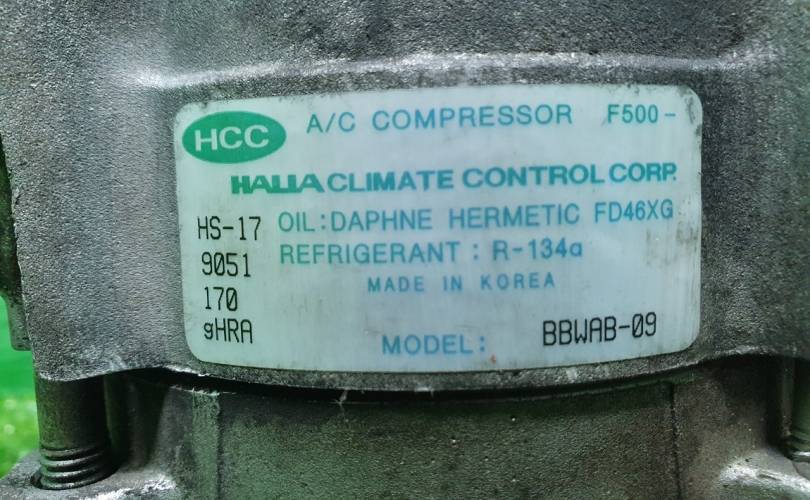 HCC
A/C COMPRESSOR F500-
HALLA CLIMATE CONTROL CORP.
HS-17
OIL:DAPHNE HERMETIC FD46XG
9051
REFRIGERANT : R-134a
170
MADE IN KOREA
gHRA
MODEL: BBWAB-09